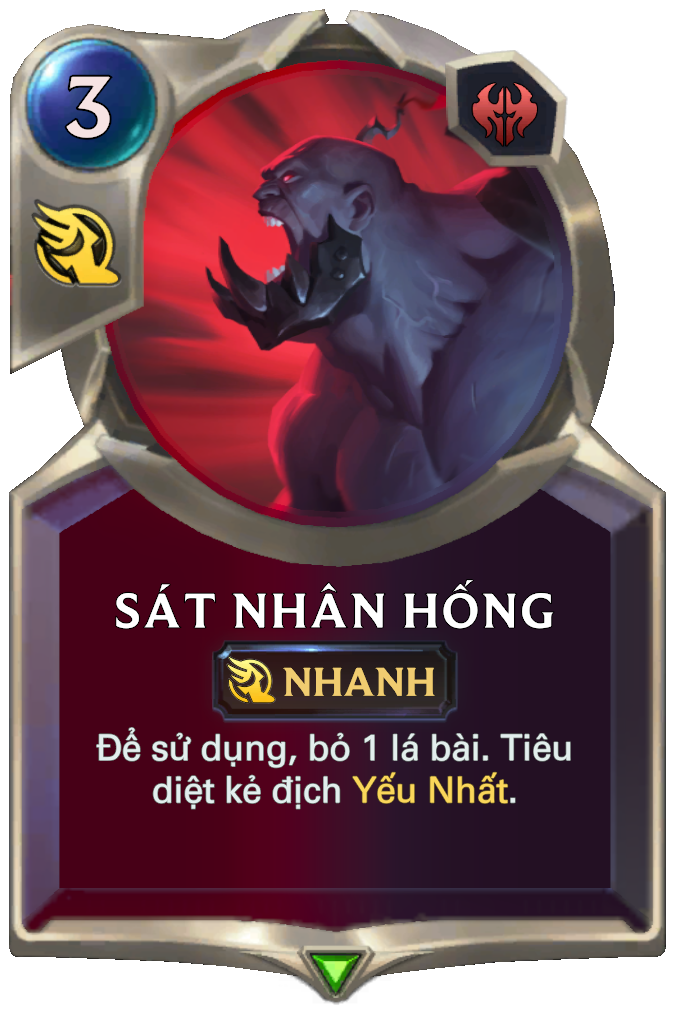 3
SÁT NHÂN HỐNG
NHANH
Để sử dụng, bỏ 1 lá bài. Tiêu
diệt kẻ địch Yếu Nhất.